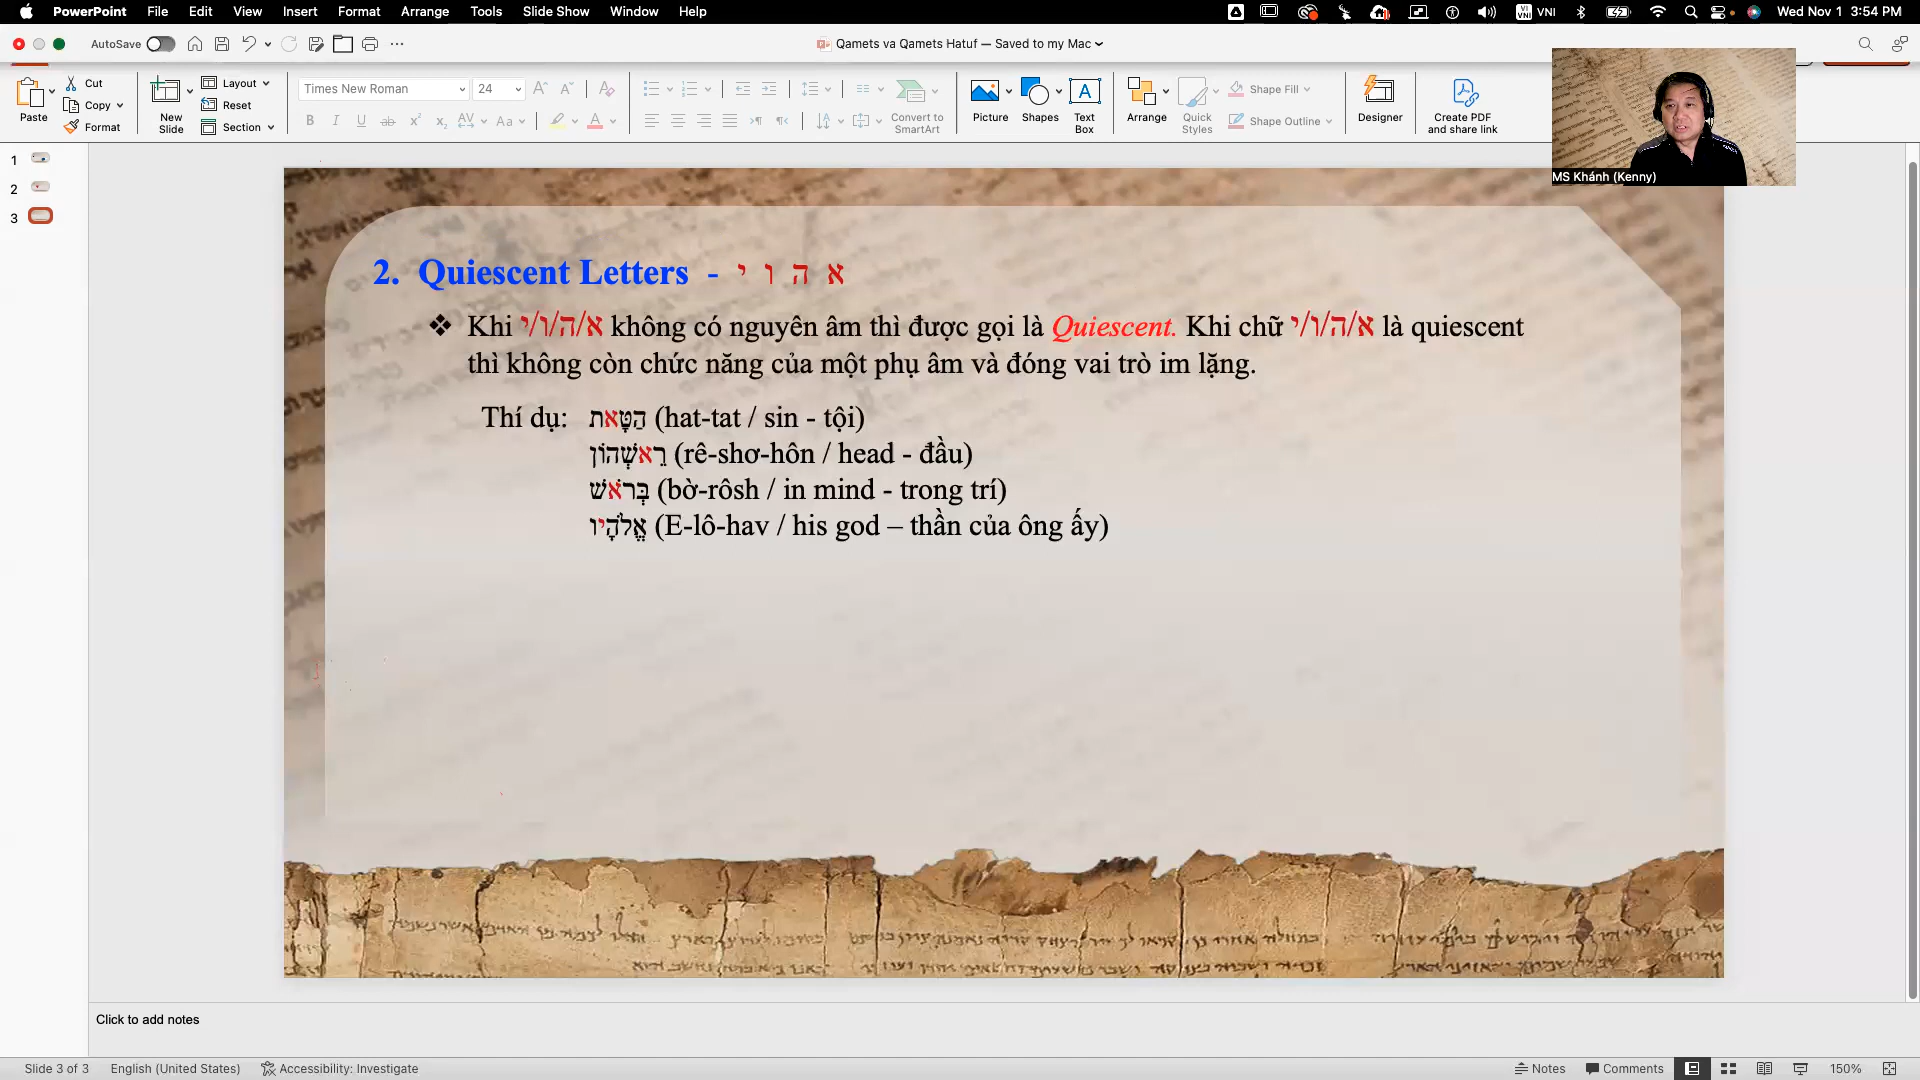 PowerPoint File Edit View Insert Format Arrange Tools Slide Show Window Help
VNI Wed Nov 1 3:54 PM
AutoSave
Qamets va Qamets Hatuf — Saved to my Mac
Paste Cut Copy Format
New Slide Layout Reset Section
Times New Roman 24
Convert to SmartArt
Picture Shapes Text Box Arrange Quick Styles Shape Fill Shape Outline Designer
Create PDF and share link
MS Khánh (Kenny)
1
2
3
2. Quiescent Letters - א ה ו י
❖ Khi א/ה/ו/י không có nguyên âm thì được gọi là Quiescent. Khi chữ א/ה/ו/י là quiescent
thì không còn chức năng của một phụ âm và đóng vai trò im lặng.
Thí dụ: הַטָּאת (hat-tat / sin - tội)
רֵאשְׁהוֹן (rê-shơ-hôn / head - đầu)
בְּרֹאשׁ (bờ-rôsh / in mind - trong trí)
אֱלֹהָיו (E-lô-hav / his god – thần của ông ấy)
Click to add notes
Slide 3 of 3 English (United States) Accessibility: Investigate Notes Comments 150%